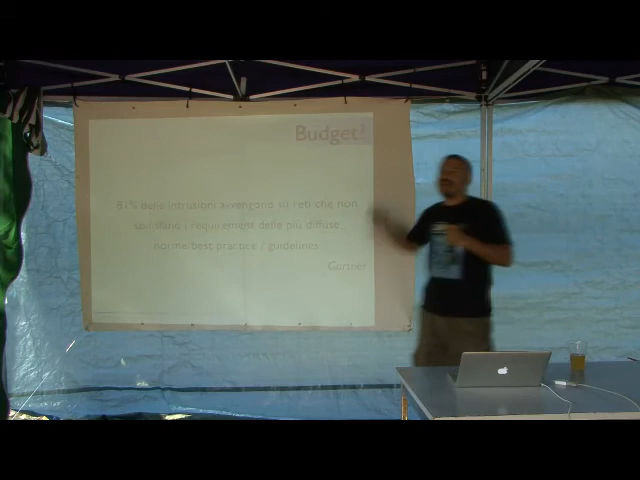 Budget?
81% delle intrusioni avvengono su reti che non
soddisfano i requirement delle più diffuse
norme best practice / guidelines
Gartner